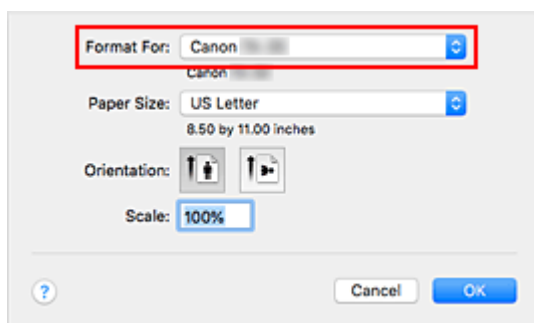 Format For: Canon
Canon
Paper Size: US Letter
8.50 by 11.00 inches
Orientation:
Scale: 100%
? Cancel OK